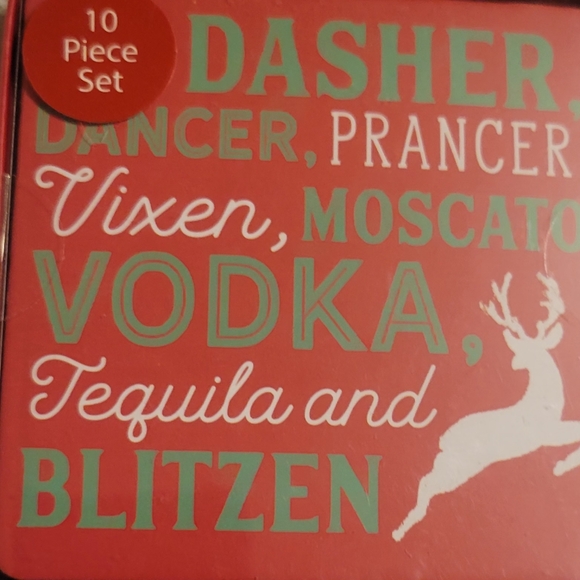 10
Piece
Set
DASHER,
DANCER, PRANCER
Vixen, MOSCATO
VODKA,
Tequila and
BLITZEN